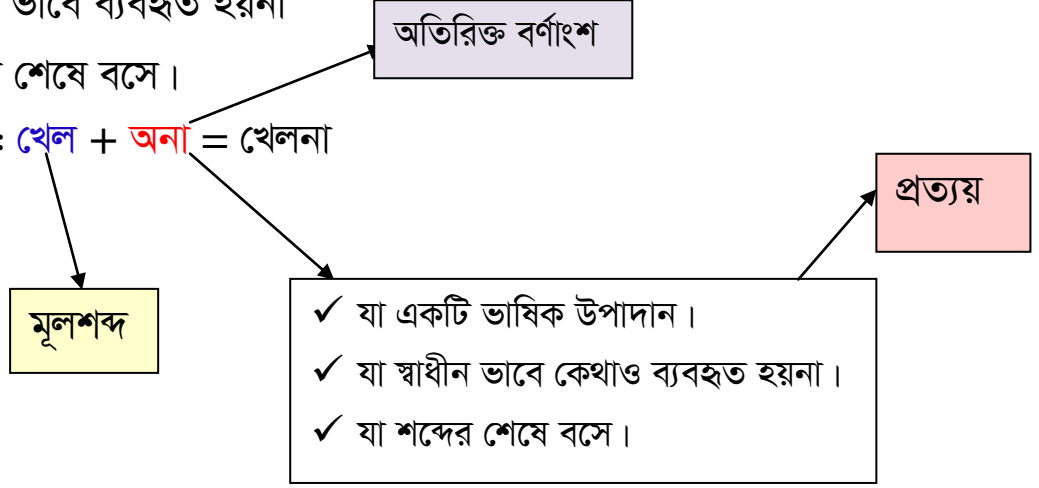 ভাবে ব্যবহৃত হয়না
অতিরিক্ত বর্ণাংশ
শেষে বসে।
: খেল + অনা = খেলনা
প্রত্যয়
মূলশব্দ
✓ যা একটি ভাষিক উপাদান।
✓ যা স্বাধীন ভাবে কেথাও ব্যবহৃত হয়না।
✓ যা শব্দের শেষে বসে।